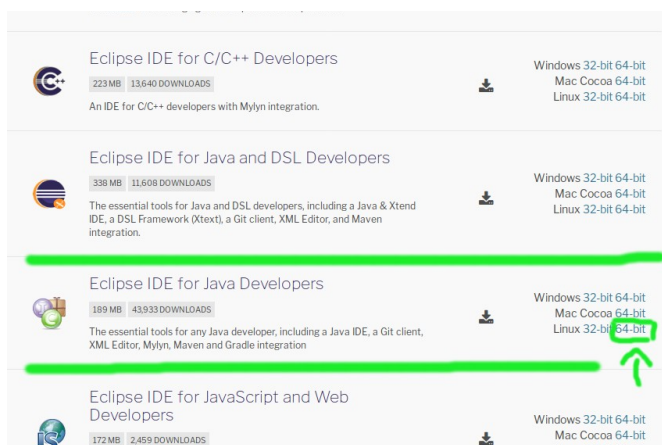 Eclipse IDE for C/C++ Developers
223 MB 13,640 DOWNLOADS
An IDE for C/C++ developers with Mylyn integration.
Windows 32-bit 64-bit
Mac Cocoa 64-bit
Linux 32-bit 64-bit
Eclipse IDE for Java and DSL Developers
338 MB 11,608 DOWNLOADS
The essential tools for Java and DSL developers, including a Java & Xtend
IDE, a DSL Framework (Xtext), a Git client, XML Editor, and Maven
integration.
Windows 32-bit 64-bit
Mac Cocoa 64-bit
Linux 32-bit 64-bit
Eclipse IDE for Java Developers
189 MB 43,933 DOWNLOADS
The essential tools for any Java developer, including a Java IDE, a Git client,
XML Editor, Mylyn, Maven and Gradle integration
Windows 32-bit 64-bit
Mac Cocoa 64-bit
Linux 32-bit 64-bit
Eclipse IDE for JavaScript and Web
Developers
172 MB 2,459 DOWNLOADS
Windows 32-bit 64-bit
Mac Cocoa 64-bit